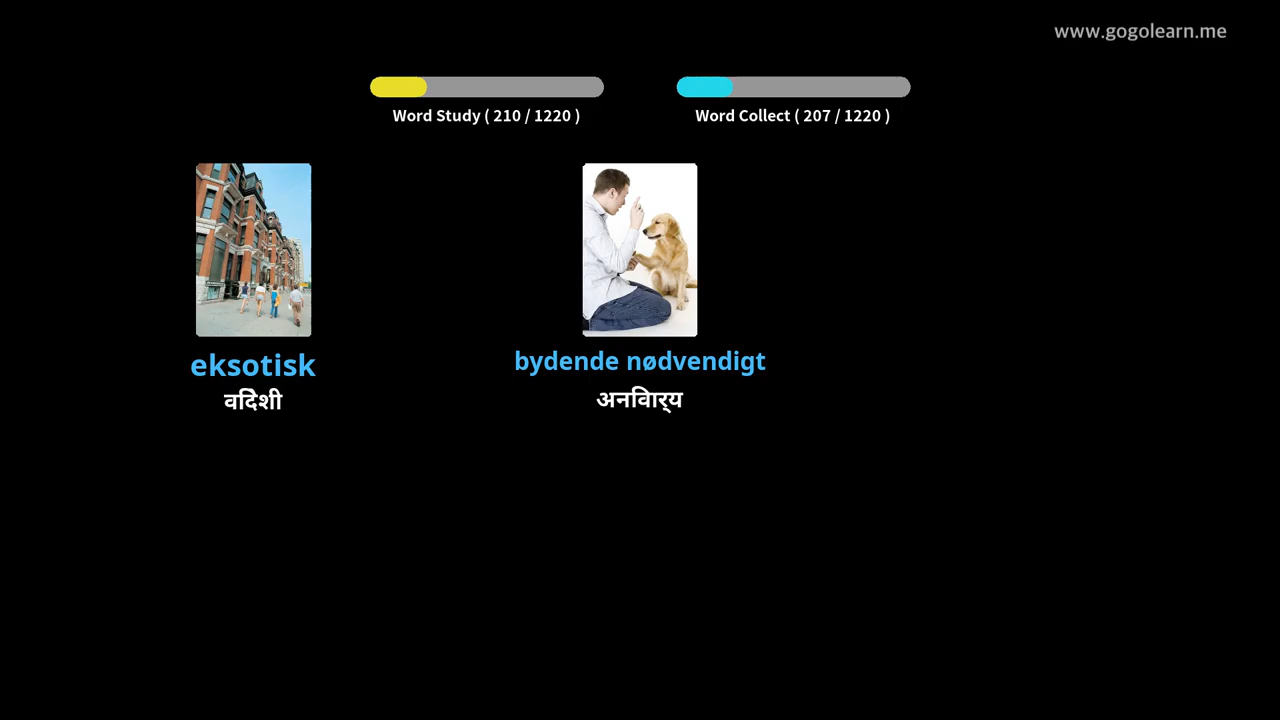 www.gogolearn.me
Word Study ( 210 / 1220 )
Word Collect ( 207 / 1220 )
eksotisk
विदेशी
bydende nødvendigt
अनिवार्य